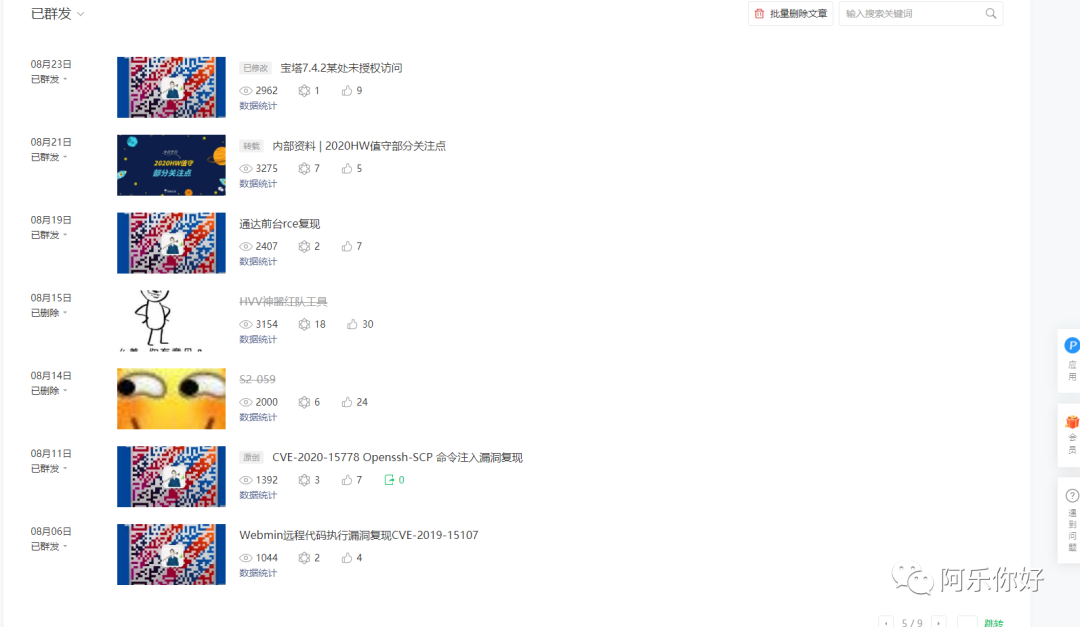 已群发
批量删除文章
输入搜索关键词
08月23日
已群发
已修改 宝塔7.4.2某处未授权访问
2962 1 9
数据统计
08月21日
已群发
2020HW值守
部分关注点
转载 内部资料 | 2020HW值守部分关注点
3275 7 5
数据统计
08月19日
已群发
通达前台rce复现
2407 2 7
数据统计
08月15日
已删除
HVV神器红队工具
3154 18 30
数据统计
08月14日
已删除
S2-059
2000 6 24
数据统计
08月11日
已群发
原创 CVE-2020-15778 Openssh-SCP 命令注入漏洞复现
1392 3 7 0
数据统计
08月06日
已群发
Webmin远程代码执行漏洞复现CVE-2019-15107
1044 2 4
数据统计
应用
会员
遇到问题
阿乐你好
5 / 9
跳转